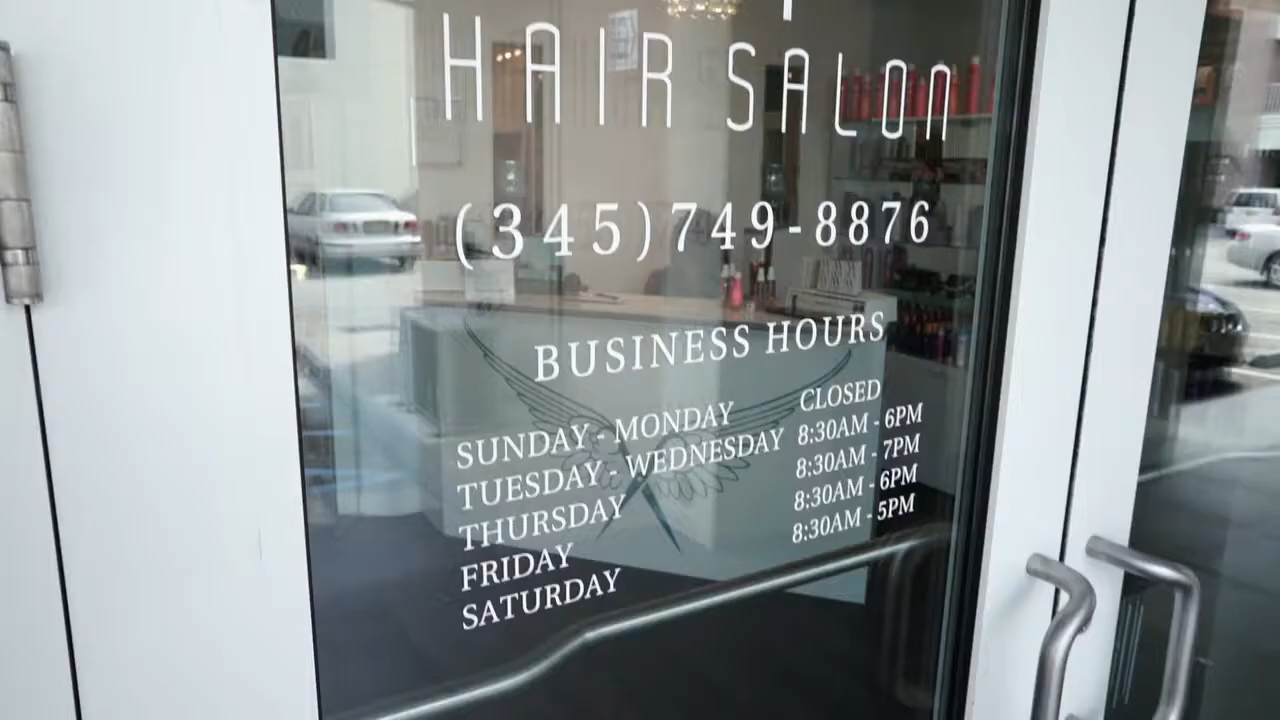 HAIR SALON
(345)749-8876
BUSINESS HOURS
SUNDAY - MONDAY CLOSED
TUESDAY - WEDNESDAY 8:30AM - 6PM
THURSDAY 8:30AM - 7PM
FRIDAY 8:30AM - 6PM
SATURDAY 8:30AM - 5PM